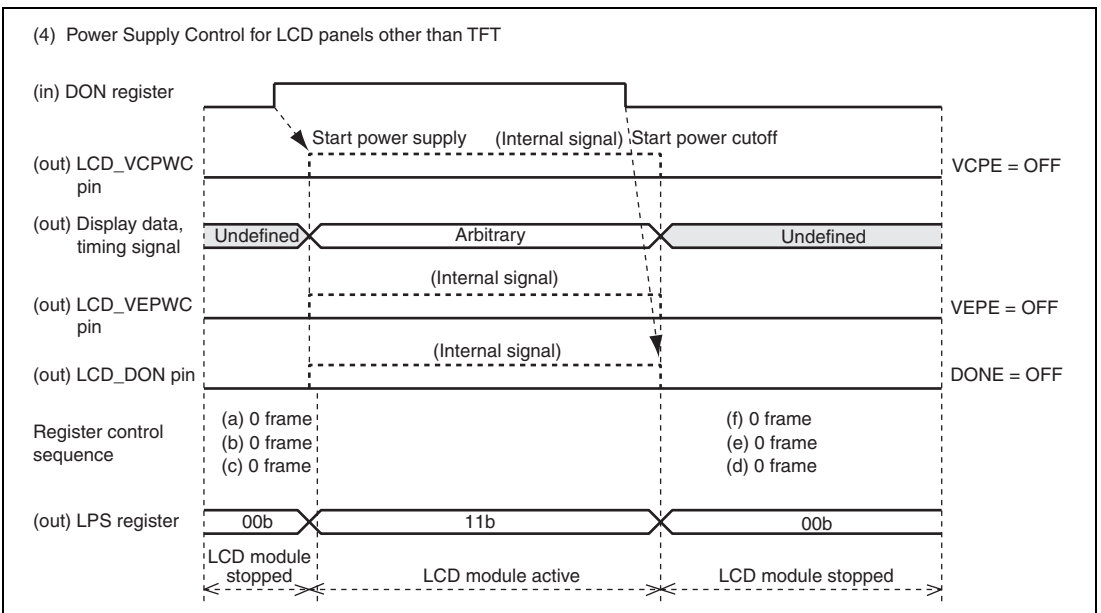 (4) Power Supply Control for LCD panels other than TFT
(in) DON register
Start power supply
(Internal signal)
Start power cutoff
(out) LCD_VCPWC
pin
VCPE = OFF
(out) Display data,
timing signal
Undefined
Arbitrary
Undefined
(Internal signal)
(out) LCD_VEPWC
pin
VEPE = OFF
(Internal signal)
(out) LCD_DON pin
DONE = OFF
Register control
sequence
(a) 0 frame
(b) 0 frame
(c) 0 frame
(f) 0 frame
(e) 0 frame
(d) 0 frame
(out) LPS register
00b
11b
00b
LCD module
stopped
LCD module active
LCD module stopped